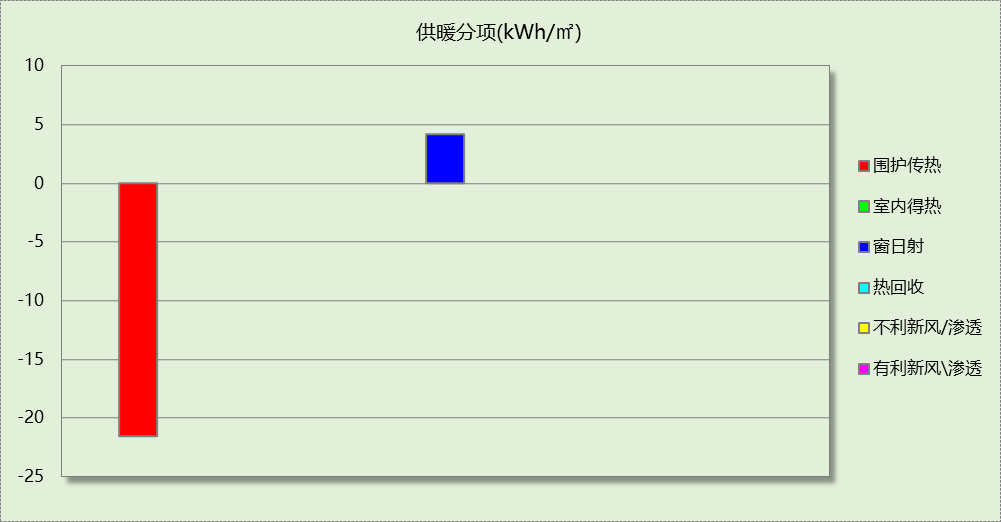 供暖分项(kWh/㎡)
10
5
0
-5
-10
-15
-20
-25
围护传热
室内得热
窗日射
热回收
不利新风/渗透
有利新风\渗透